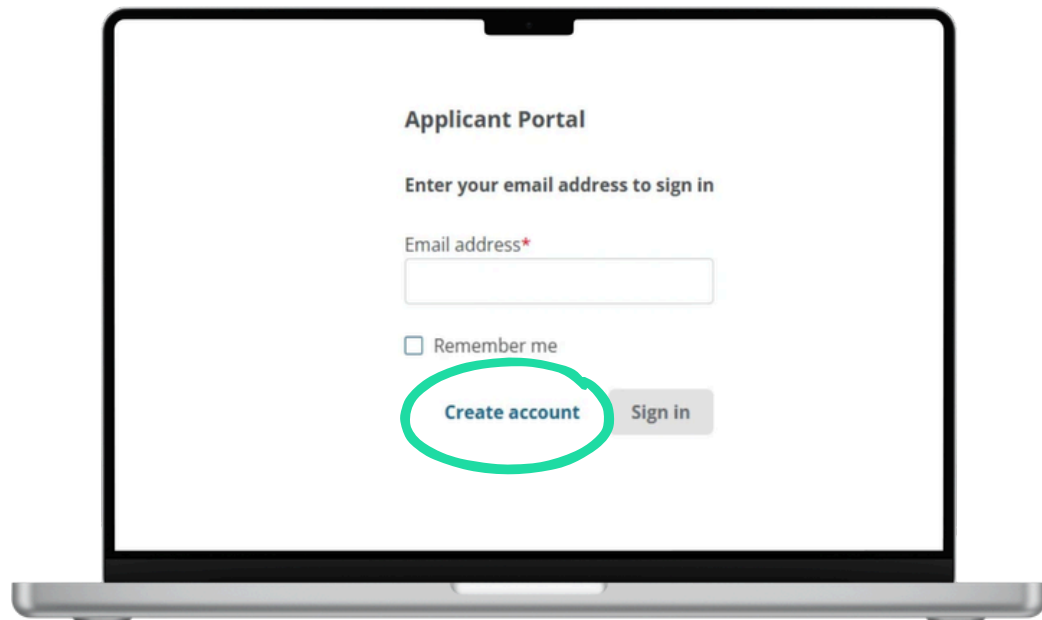 Applicant Portal
Enter your email address to sign in
Email address*
Remember me
Create account Sign in